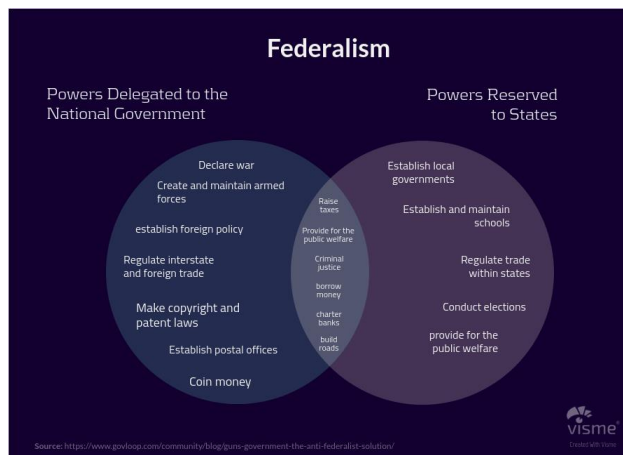 Federalism
Powers Delegated to the
National Government
Powers Reserved
to States
Declare war
Create and maintain armed
forces
establish foreign policy
Regulate interstate
and foreign trade
Make copyright and
patent laws
Establish postal offices
Coin money
Raise
taxes
Provide for the
public welfare
Criminal
justice
borrow
money
charter
banks
build
roads
Establish local
governments
Establish and maintain
schools
Regulate trade
within states
Conduct elections
provide for the
public welfare
Source: https://www.govloop.com/community/blog/guns-government-the-anti-federalist-solution/
visme
Created with Visme